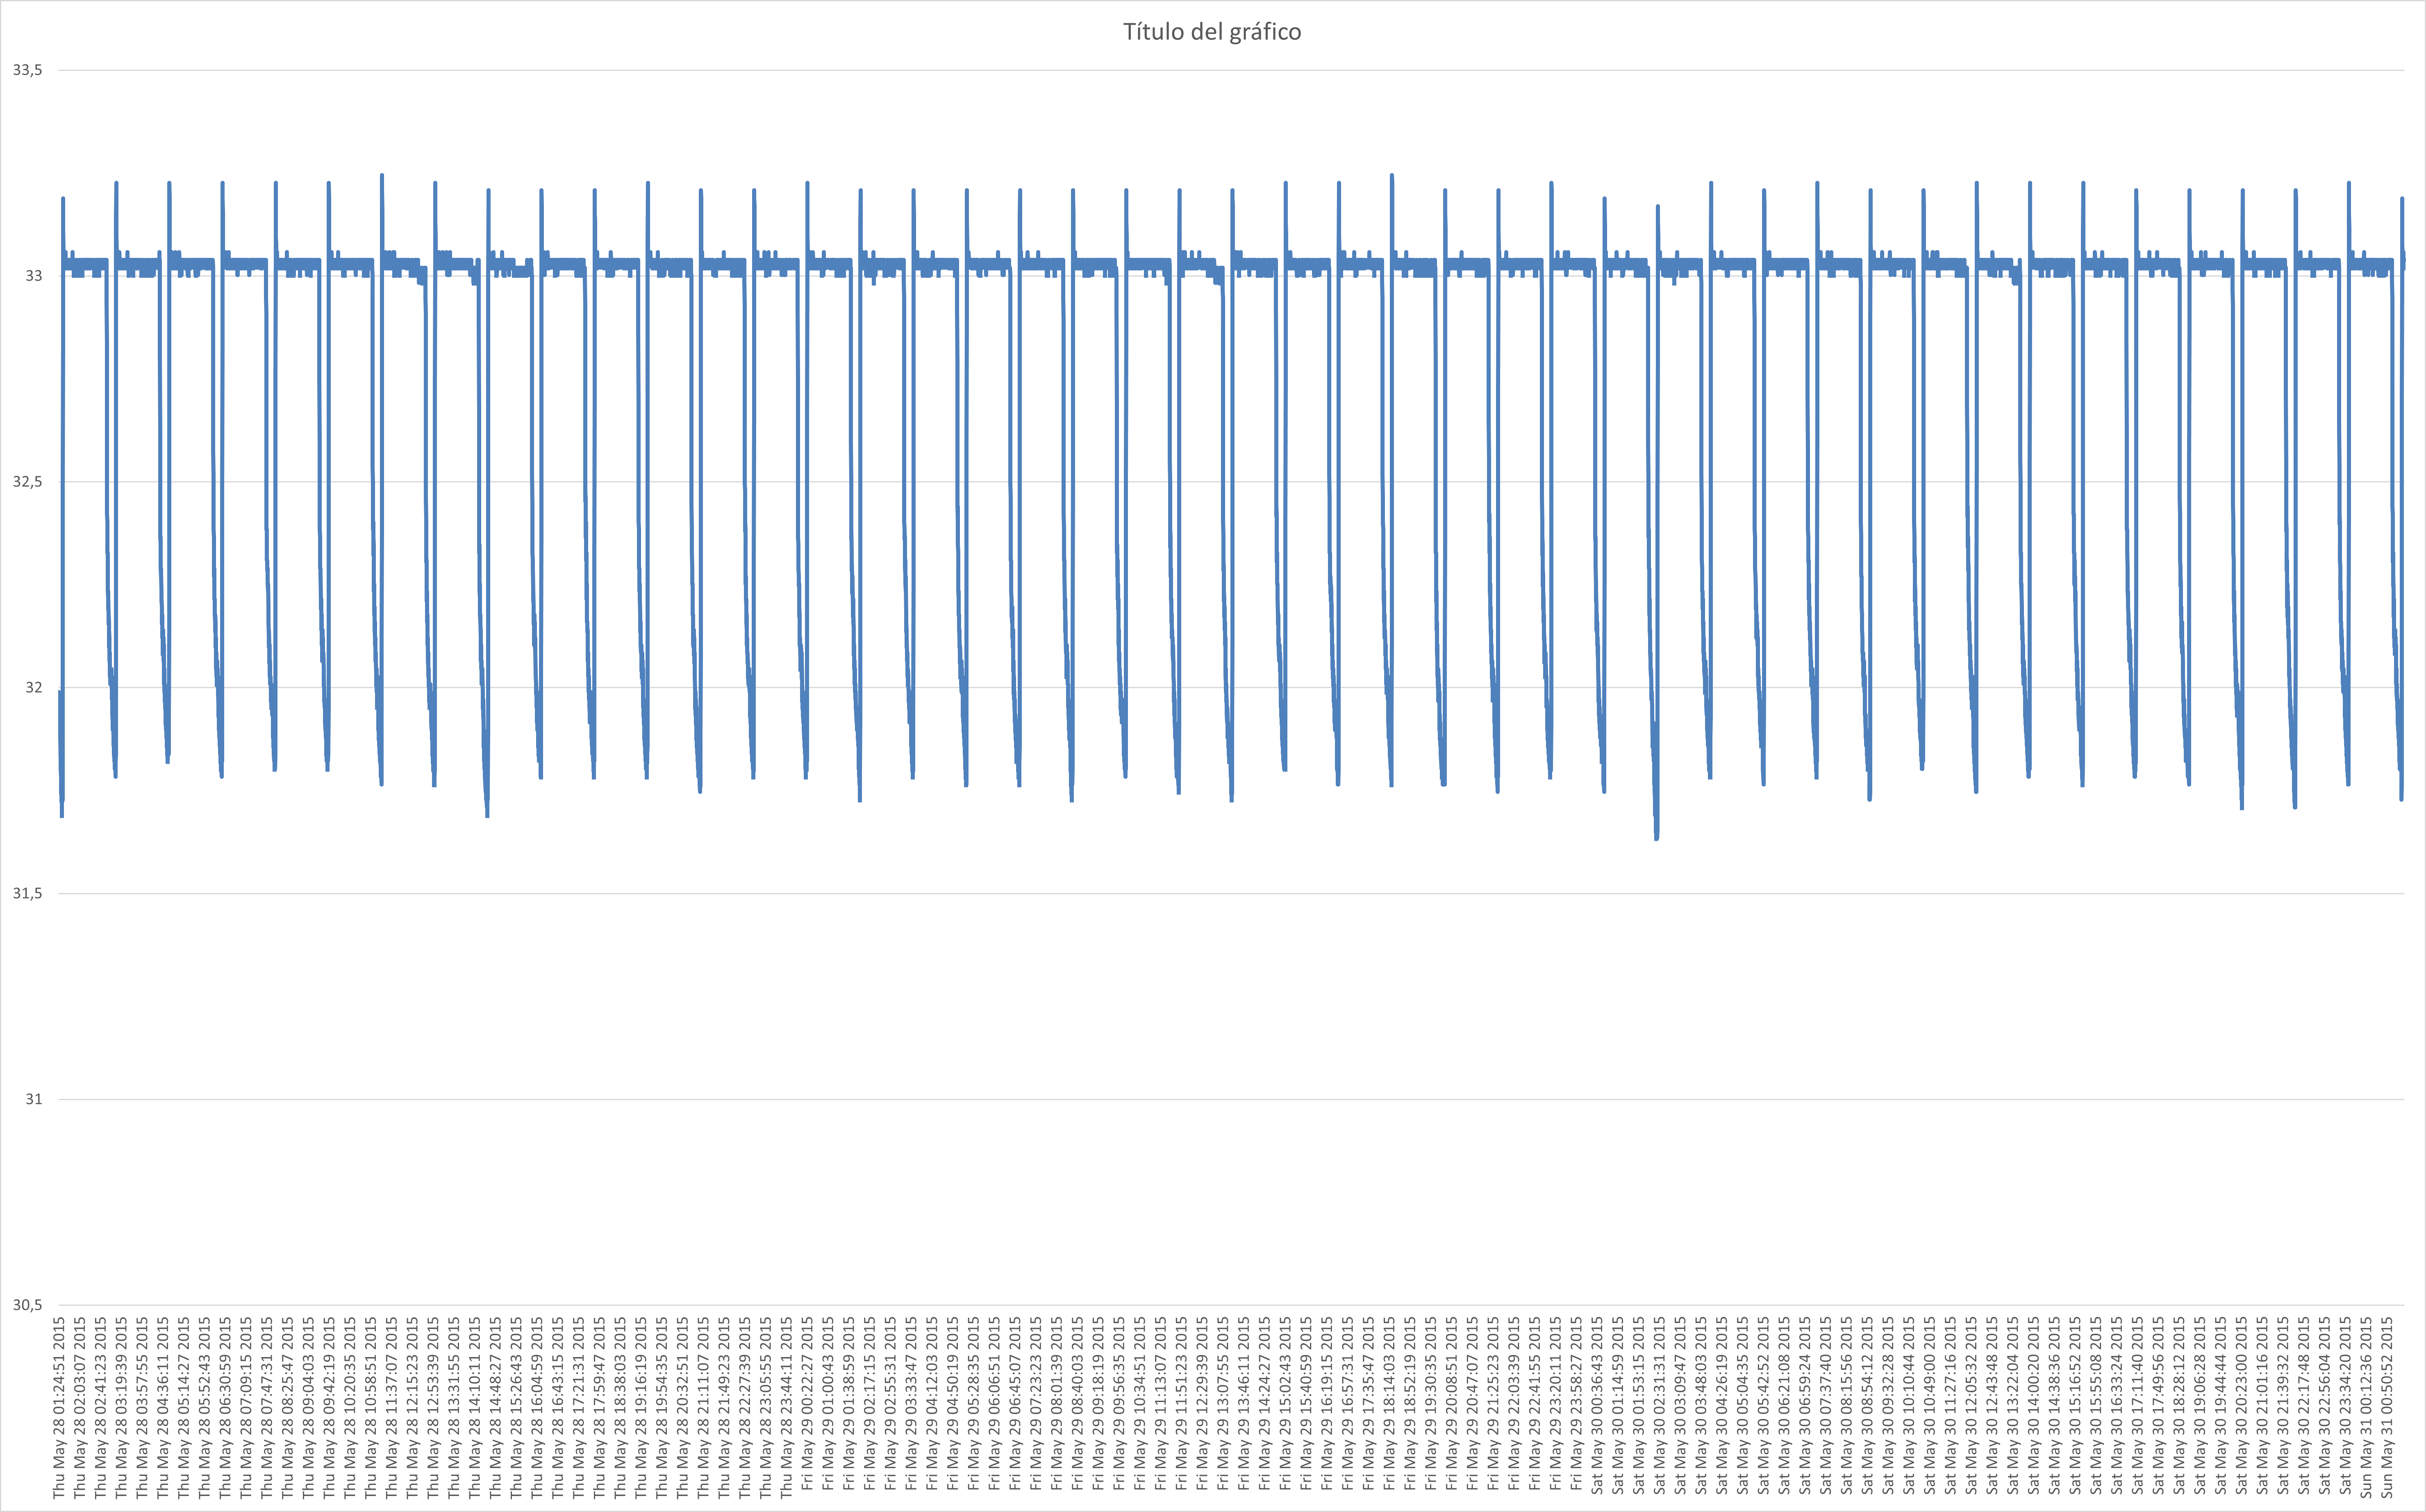 Título del gráfico
33,5
33
32,5
32
31,5
31
30,5
Thu May 28 01:24:51 2015
Thu May 28 02:03:07 2015
Thu May 28 02:41:23 2015
Thu May 28 03:19:39 2015
Thu May 28 03:57:55 2015
Thu May 28 04:36:11 2015
Thu May 28 05:14:27 2015
Thu May 28 05:52:43 2015
Thu May 28 06:30:59 2015
Thu May 28 07:09:15 2015
Thu May 28 07:47:31 2015
Thu May 28 08:25:47 2015
Thu May 28 09:04:03 2015
Thu May 28 09:42:19 2015
Thu May 28 10:20:35 2015
Thu May 28 10:58:51 2015
Thu May 28 11:37:07 2015
Thu May 28 12:15:23 2015
Thu May 28 12:53:39 2015
Thu May 28 13:31:55 2015
Thu May 28 14:10:11 2015
Thu May 28 14:48:27 2015
Thu May 28 15:26:43 2015
Thu May 28 16:04:59 2015
Thu May 28 16:43:15 2015
Thu May 28 17:21:31 2015
Thu May 28 17:59:47 2015
Thu May 28 18:38:03 2015
Thu May 28 19:16:19 2015
Thu May 28 19:54:35 2015
Thu May 28 20:32:51 2015
Thu May 28 21:11:07 2015
Thu May 28 21:49:23 2015
Thu May 28 22:27:39 2015
Thu May 28 23:05:55 2015
Thu May 28 23:44:11 2015
Fri May 29 00:22:27 2015
Fri May 29 01:00:43 2015
Fri May 29 01:38:59 2015
Fri May 29 02:17:15 2015
Fri May 29 02:55:31 2015
Fri May 29 03:33:47 2015
Fri May 29 04:12:03 2015
Fri May 29 04:50:19 2015
Fri May 29 05:28:35 2015
Fri May 29 06:06:51 2015
Fri May 29 06:45:07 2015
Fri May 29 07:23:23 2015
Fri May 29 08:01:39 2015
Fri May 29 08:40:03 2015
Fri May 29 09:18:19 2015
Fri May 29 09:56:35 2015
Fri May 29 10:34:51 2015
Fri May 29 11:13:07 2015
Fri May 29 11:51:23 2015
Fri May 29 12:29:39 2015
Fri May 29 13:07:55 2015
Fri May 29 13:46:11 2015
Fri May 29 14:24:27 2015
Fri May 29 15:02:43 2015
Fri May 29 15:40:59 2015
Fri May 29 16:19:15 2015
Fri May 29 16:57:31 2015
Fri May 29 17:35:47 2015
Fri May 29 18:14:03 2015
Fri May 29 18:52:19 2015
Fri May 29 19:30:35 2015
Fri May 29 20:08:51 2015
Fri May 29 20:47:07 2015
Fri May 29 21:25:23 2015
Fri May 29 22:03:39 2015
Fri May 29 22:41:55 2015
Fri May 29 23:20:11 2015
Fri May 29 23:58:27 2015
Sat May 30 00:36:43 2015
Sat May 30 01:14:59 2015
Sat May 30 01:53:15 2015
Sat May 30 02:31:31 2015
Sat May 30 03:09:47 2015
Sat May 30 03:48:03 2015
Sat May 30 04:26:19 2015
Sat May 30 05:04:35 2015
Sat May 30 05:42:52 2015
Sat May 30 06:21:08 2015
Sat May 30 06:59:24 2015
Sat May 30 07:37:40 2015
Sat May 30 08:15:56 2015
Sat May 30 08:54:12 2015
Sat May 30 09:32:28 2015
Sat May 30 10:10:44 2015
Sat May 30 10:49:00 2015
Sat May 30 11:27:16 2015
Sat May 30 12:05:32 2015
Sat May 30 12:43:48 2015
Sat May 30 13:22:04 2015
Sat May 30 14:00:20 2015
Sat May 30 14:38:36 2015
Sat May 30 15:16:52 2015
Sat May 30 15:55:08 2015
Sat May 30 16:33:24 2015
Sat May 30 17:11:40 2015
Sat May 30 17:49:56 2015
Sat May 30 18:28:12 2015
Sat May 30 19:06:28 2015
Sat May 30 19:44:44 2015
Sat May 30 20:23:00 2015
Sat May 30 21:01:16 2015
Sat May 30 21:39:32 2015
Sat May 30 22:17:48 2015
Sat May 30 22:56:04 2015
Sat May 30 23:34:20 2015
Sun May 31 00:12:36 2015
Sun May 31 00:50:52 2015